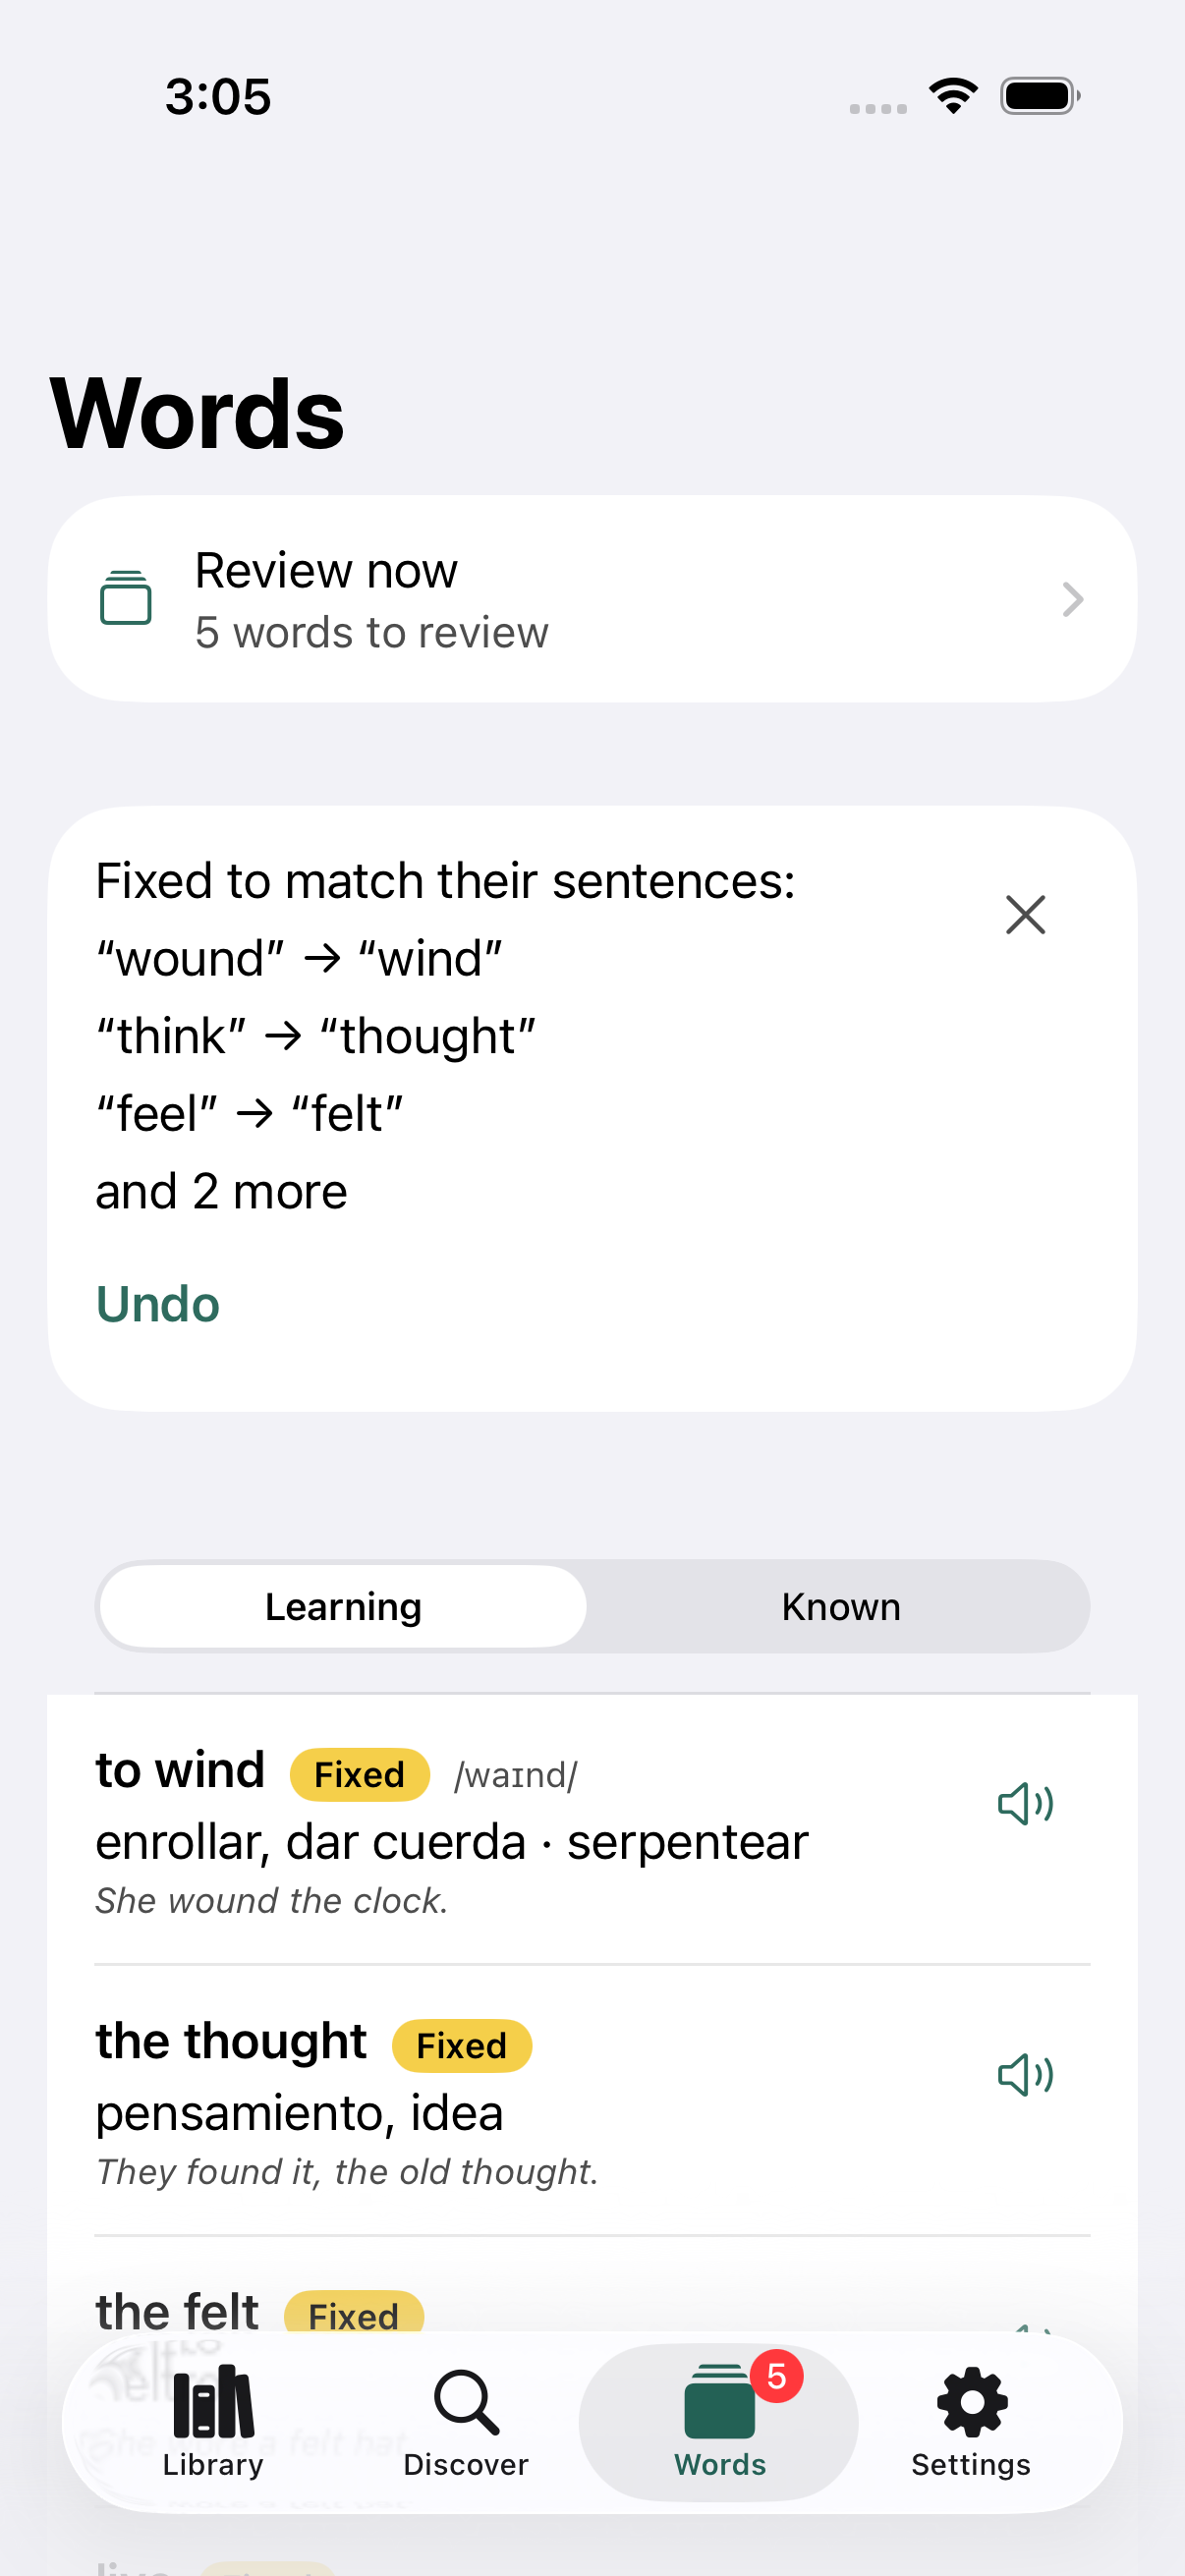 3:05
Words
Review now
5 words to review
Fixed to match their sentences:
“wound” → “wind”
“think” → “thought”
“feel” → “felt”
and 2 more
Undo
Learning
Known
to wind Fixed /waɪnd/
enrollar, dar cuerda · serpentear
She wound the clock.
the thought Fixed
pensamiento, idea
They found it, the old thought.
the felt Fixed
5
Library
Discover
Words
Settings